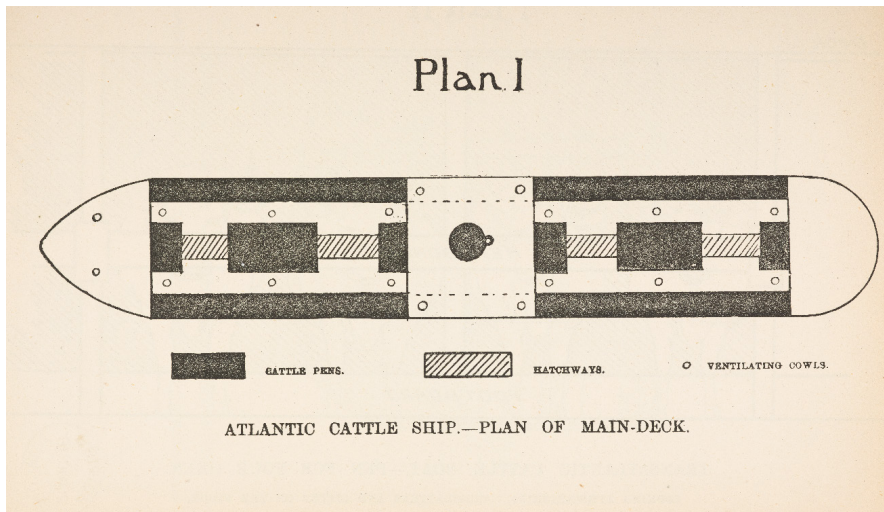 Plan I
CATTLE PENS.
HATCHWAYS.
VENTILATING COWLS.
ATLANTIC CATTLE SHIP.—PLAN OF MAIN-DECK.